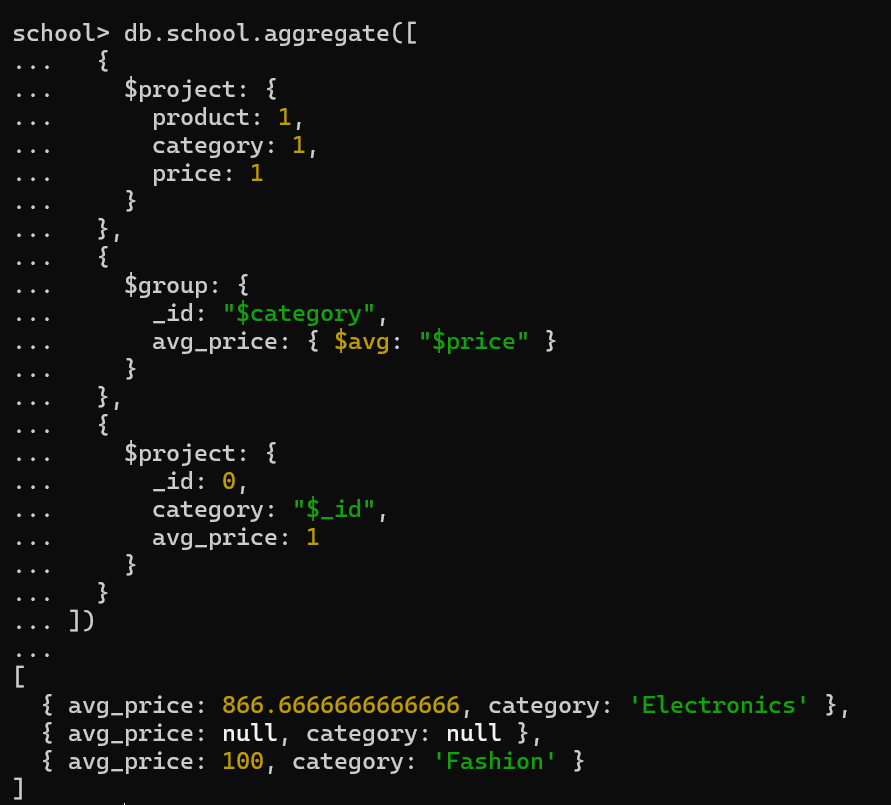 school> db.school.aggregate([
...   {
...     $project: {
...       product: 1,
...       category: 1,
...       price: 1
...     }
...   },
...   {
...     $group: {
...       _id: "$category",
...       avg_price: { $avg: "$price" }
...     }
...   },
...   {
...     $project: {
...       _id: 0,
...       category: "$_id",
...       avg_price: 1
...     }
...   }
... ])
...
[
  { avg_price: 866.6666666666666, category: 'Electronics' },
  { avg_price: null, category: null },
  { avg_price: 100, category: 'Fashion' }
]